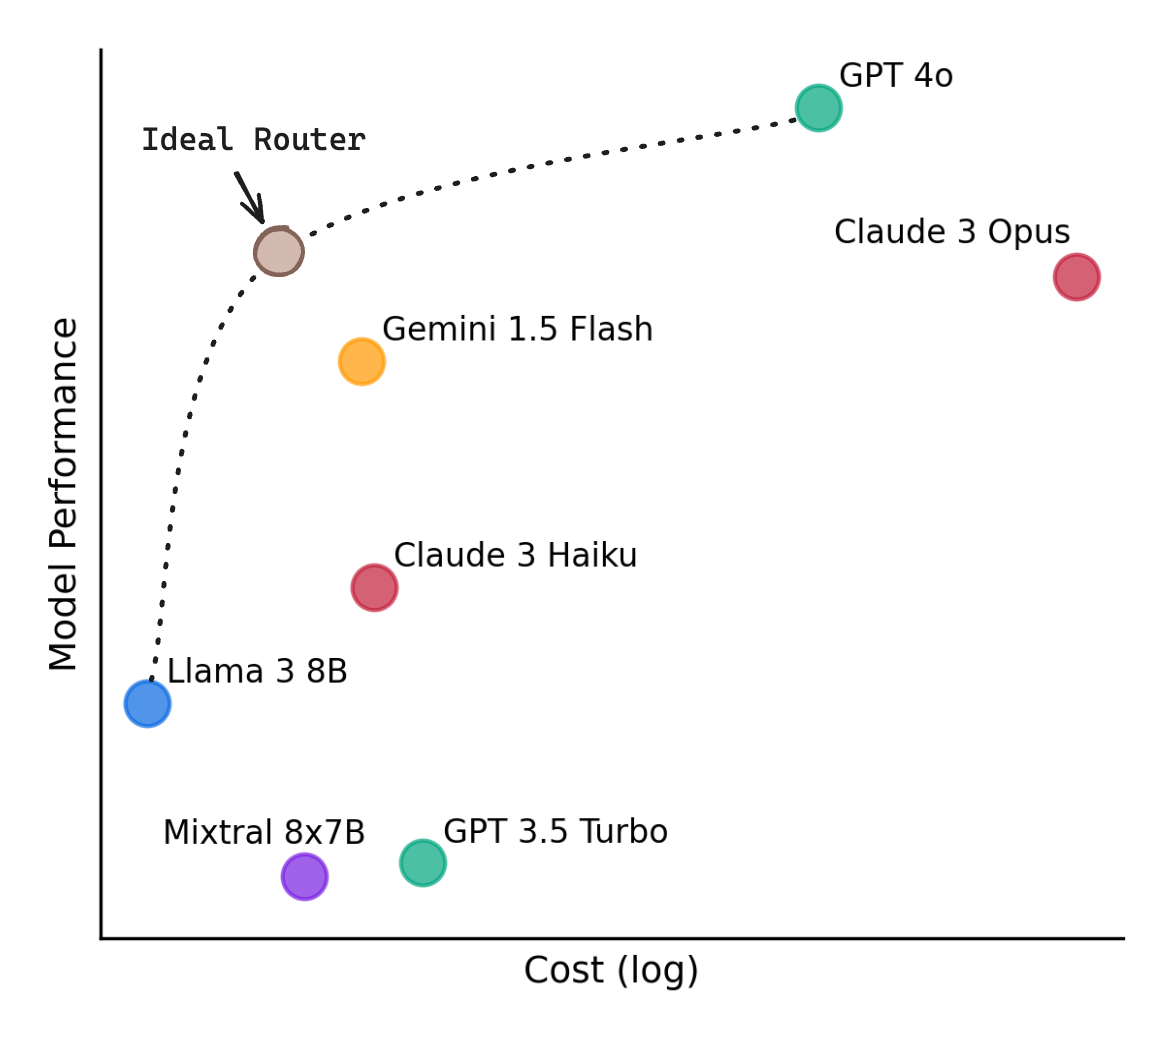 GPT 4o
Ideal Router
Claude 3 Opus
Gemini 1.5 Flash
Claude 3 Haiku
Llama 3 8B
Mixtral 8x7B
GPT 3.5 Turbo
Model Performance
Cost (log)